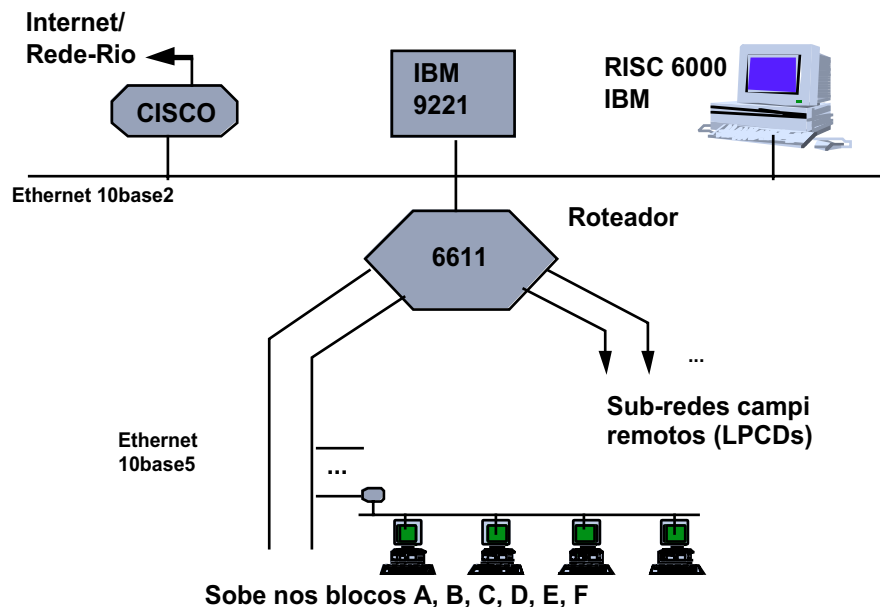 Internet/
Rede-Rio
CISCO
IBM
9221
RISC 6000
IBM
Ethernet 10base2
Roteador
6611
...
Sub-redes campi
remotos (LPCDs)
Ethernet
10base5
...
Sobe nos blocos A, B, C, D, E, F